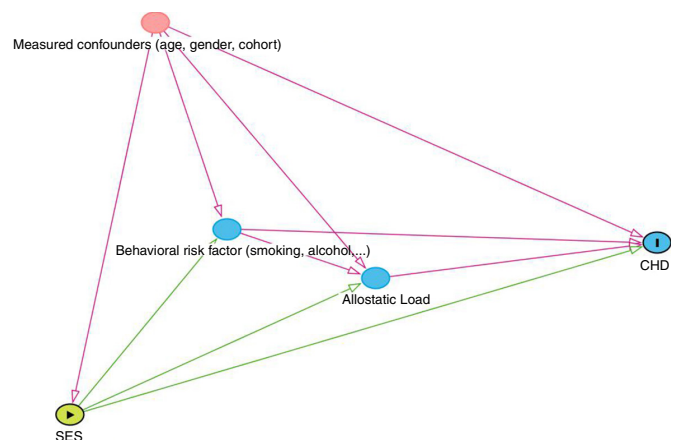 Measured confounders (age, gender, cohort)
Behavioral risk factor (smoking, alcohol,...)
CHD
Allostatic Load
SES